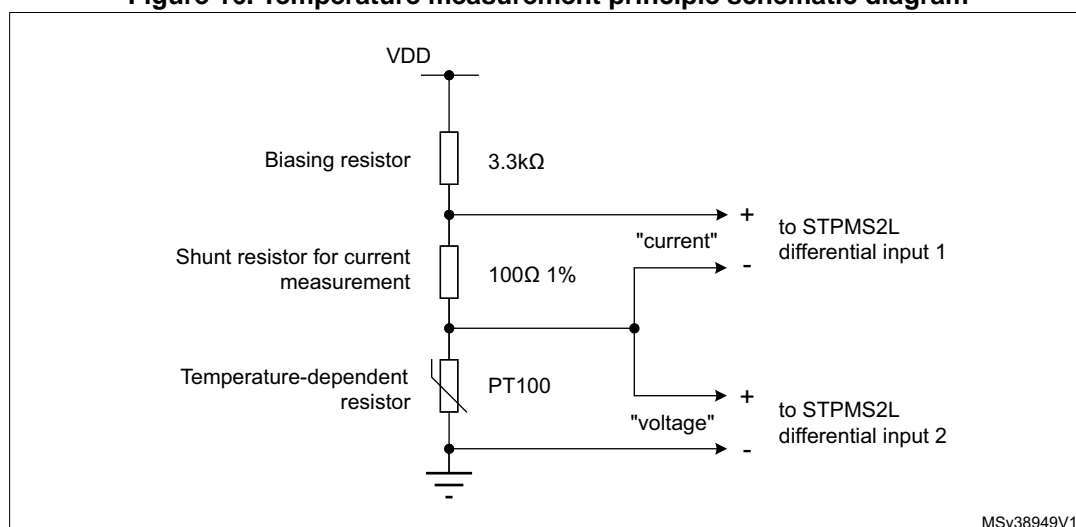 Figure 16. Temperature measurement principle schematic diagram
VDD
Biasing resistor
3.3kΩ
+
"current"
to STPMS2L
differential input 1
-
Shunt resistor for current
measurement
100Ω 1%
Temperature-dependent
resistor
PT100
+
"voltage"
to STPMS2L
differential input 2
-
MSv38949V1